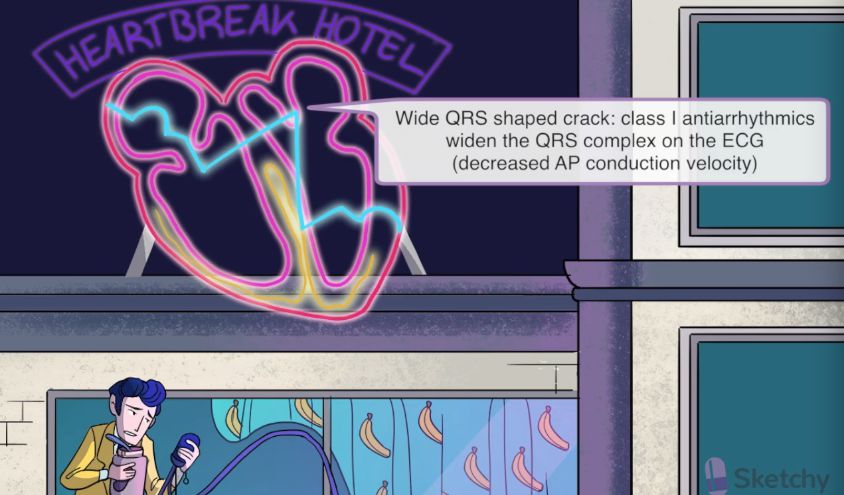 HEARTBREAK HOTEL
Wide QRS shaped crack: class I antiarrhythmics
widen the QRS complex on the ECG
(decreased AP conduction velocity)
Sketchy